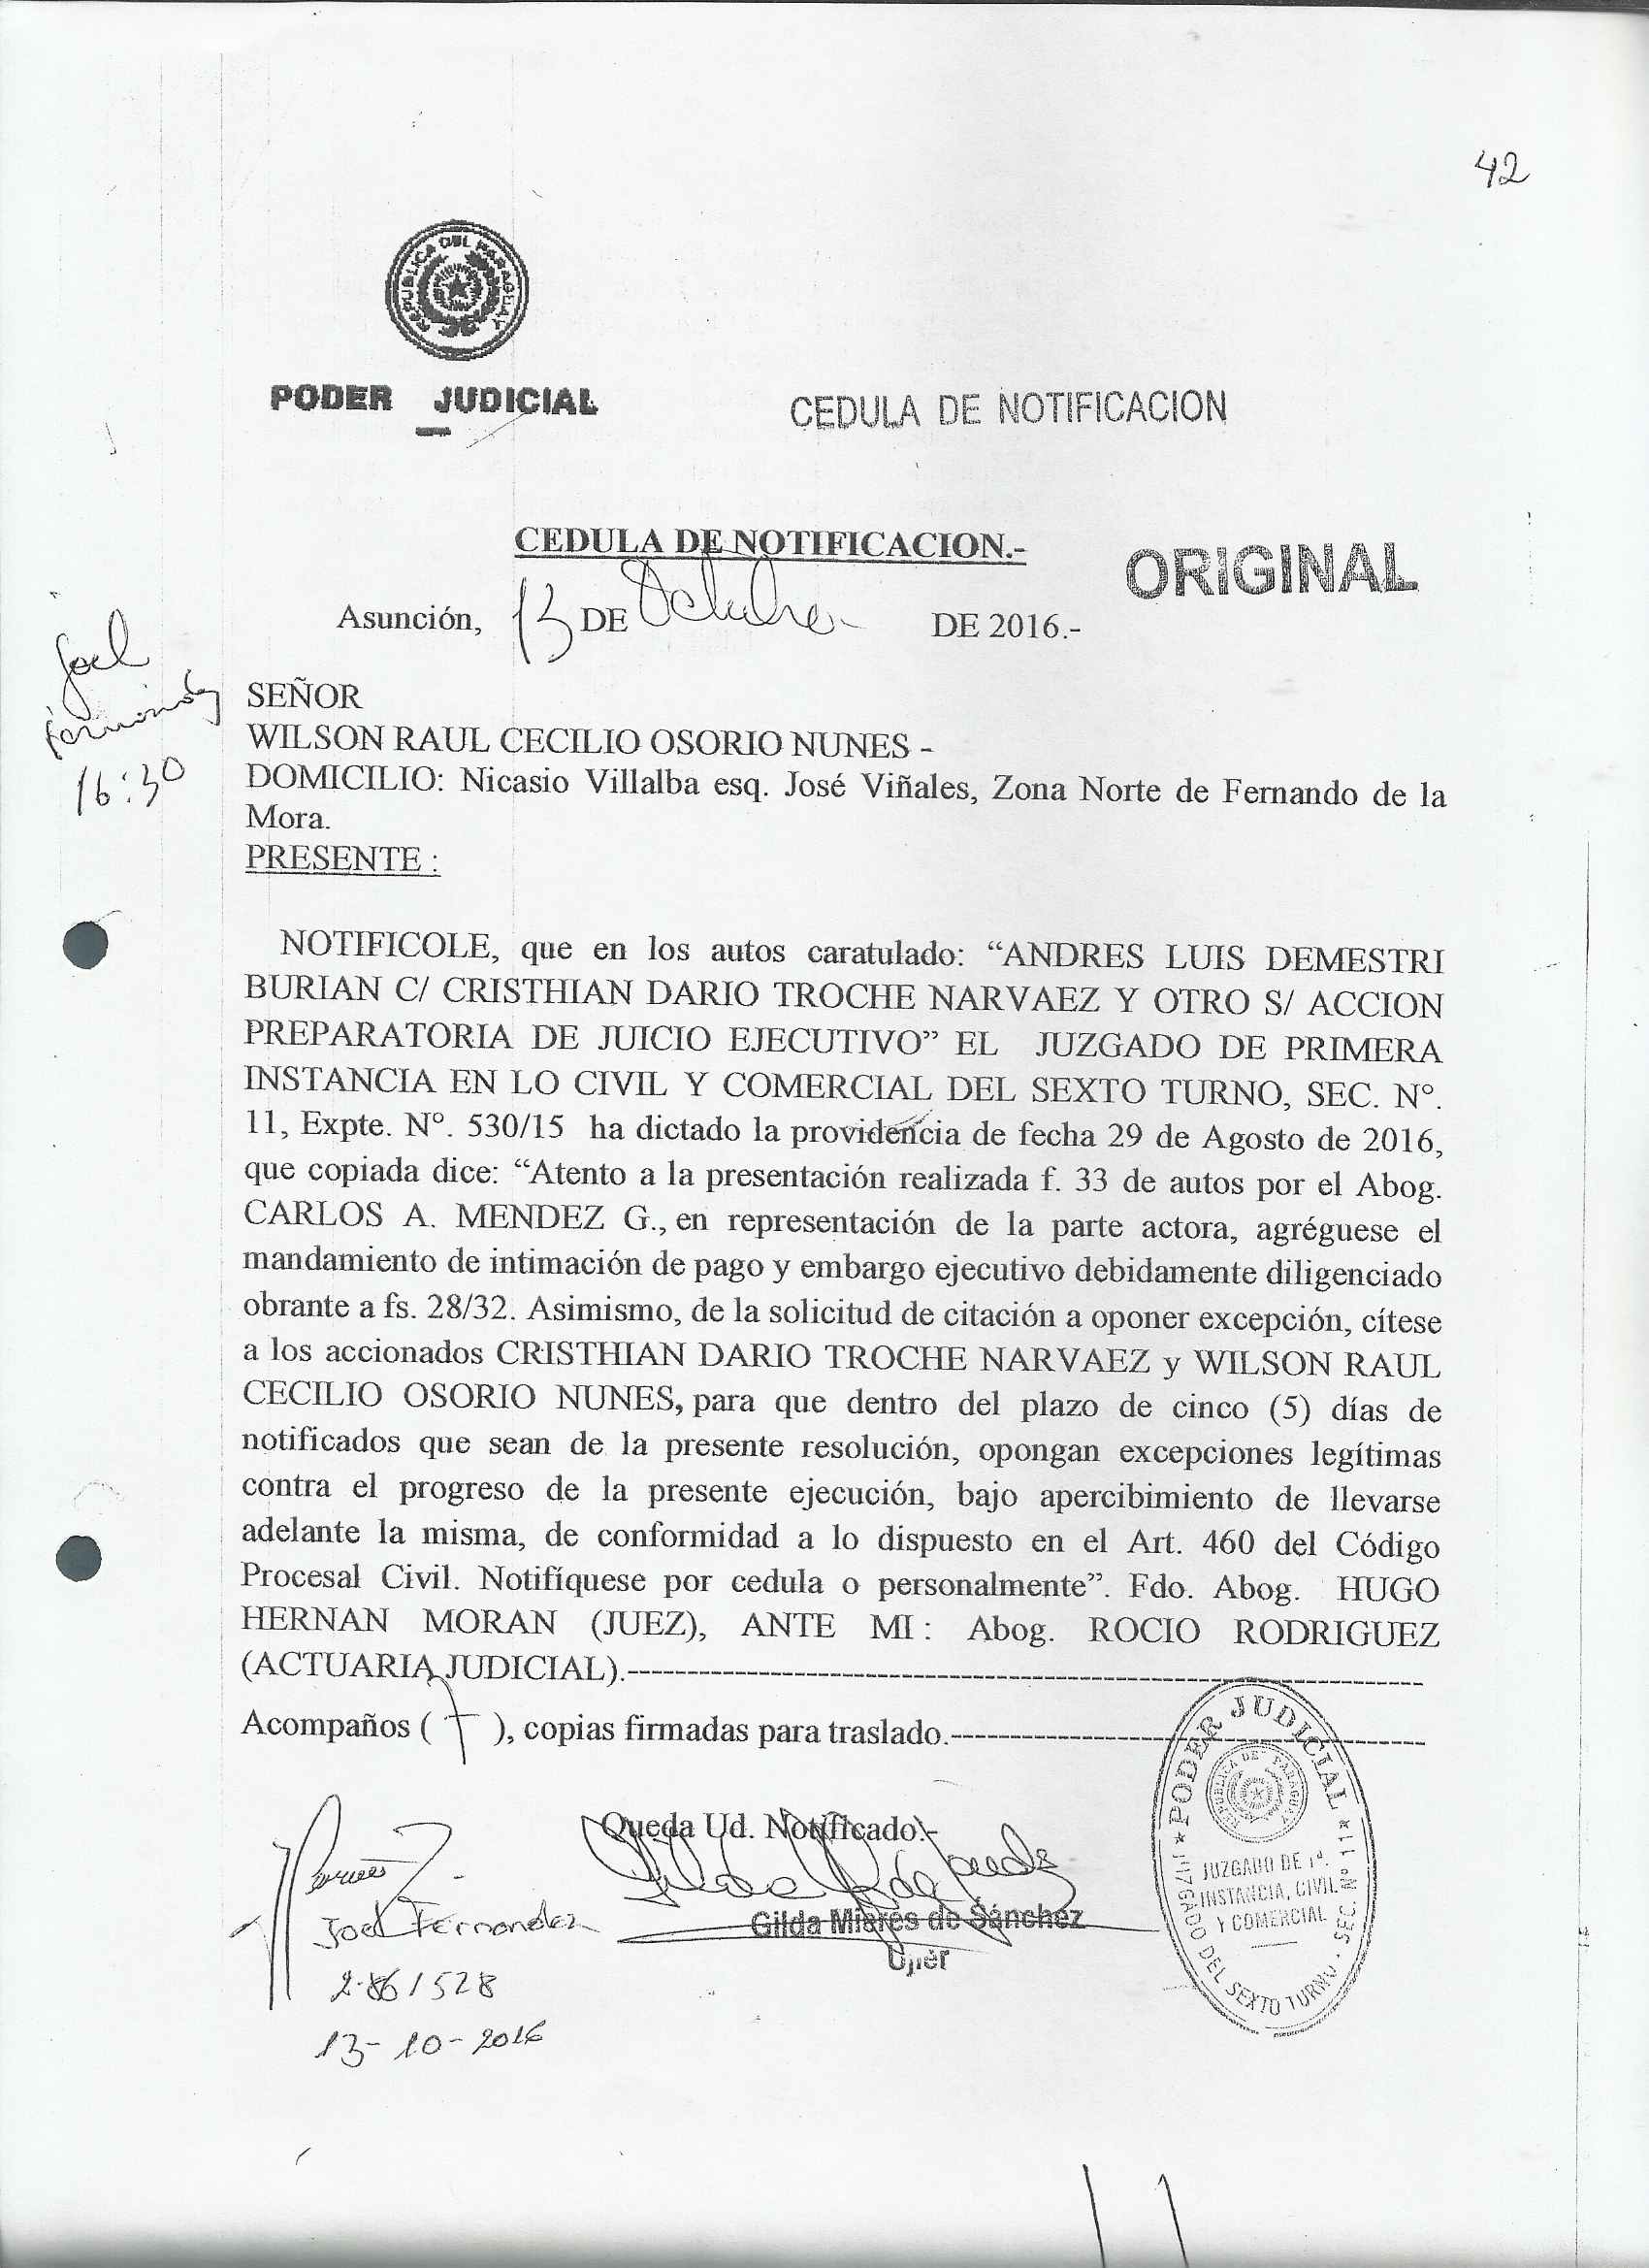 42
REPUBLICA DEL PARAGUAY
PODER JUDICIAL
CEDULA DE NOTIFICACION
CEDULA DE NOTIFICACION.-
ORIGINAL
Asunción, 13 DE Octubre- DE 2016.-
Joel
Fernandez
16:30
SEÑOR
WILSON RAUL CECILIO OSORIO NUNES -
DOMICILIO: Nicasio Villalba esq. José Viñales, Zona Norte de Fernando de la
Mora.
PRESENTE :
NOTIFICOLE, que en los autos caratulado: “ANDRES LUIS DEMESTRI
BURIAN C/ CRISTHIAN DARIO TROCHE NARVAEZ Y OTRO S/ ACCION
PREPARATORIA DE JUICIO EJECUTIVO” EL JUZGADO DE PRIMERA
INSTANCIA EN LO CIVIL Y COMERCIAL DEL SEXTO TURNO, SEC. Nº.
11, Expte. Nº. 530/15 ha dictado la providencia de fecha 29 de Agosto de 2016,
que copiada dice: “Atento a la presentación realizada f. 33 de autos por el Abog.
CARLOS A. MENDEZ G., en representación de la parte actora, agréguese el
mandamiento de intimación de pago y embargo ejecutivo debidamente diligenciado
obrante a fs. 28/32. Asimismo, de la solicitud de citación a oponer excepción, cítese
a los accionados CRISTHIAN DARIO TROCHE NARVAEZ y WILSON RAUL
CECILIO OSORIO NUNES, para que dentro del plazo de cinco (5) días de
notificados que sean de la presente resolución, opongan excepciones legítimas
contra el progreso de la presente ejecución, bajo apercibimiento de llevarse
adelante la misma, de conformidad a lo dispuesto en el Art. 460 del Código
Procesal Civil. Notifíquese por cedula o personalmente”. Fdo. Abog. HUGO
HERNAN MORAN (JUEZ), ANTE MI : Abog. ROCIO RODRIGUEZ
(ACTUARIA JUDICIAL).-----------------------------------------------------------------
Acompaños ( 7 ), copias firmadas para traslado.---------------------------------------
Queda Ud. Notificado.-
Gilda Mieres de Sánchez
Ujier
Joel Fernandez
2.861528
13-10-2016
PODER JUDICIAL
REPUBLICA DE PARAGUAY
JUZGADO DE 1ª.
INSTANCIA, CIVIL
Y COMERCIAL
JUZGADO DEL SEXTO TURNO - SEC. Nº 11